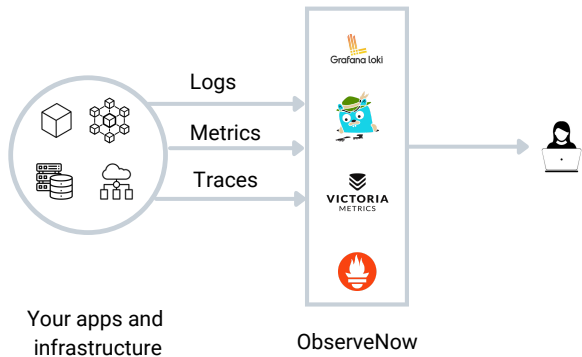 Grafana loki
Logs
Metrics
Traces
VICTORIA
METRICS
Your apps and
infrastructure
ObserveNow